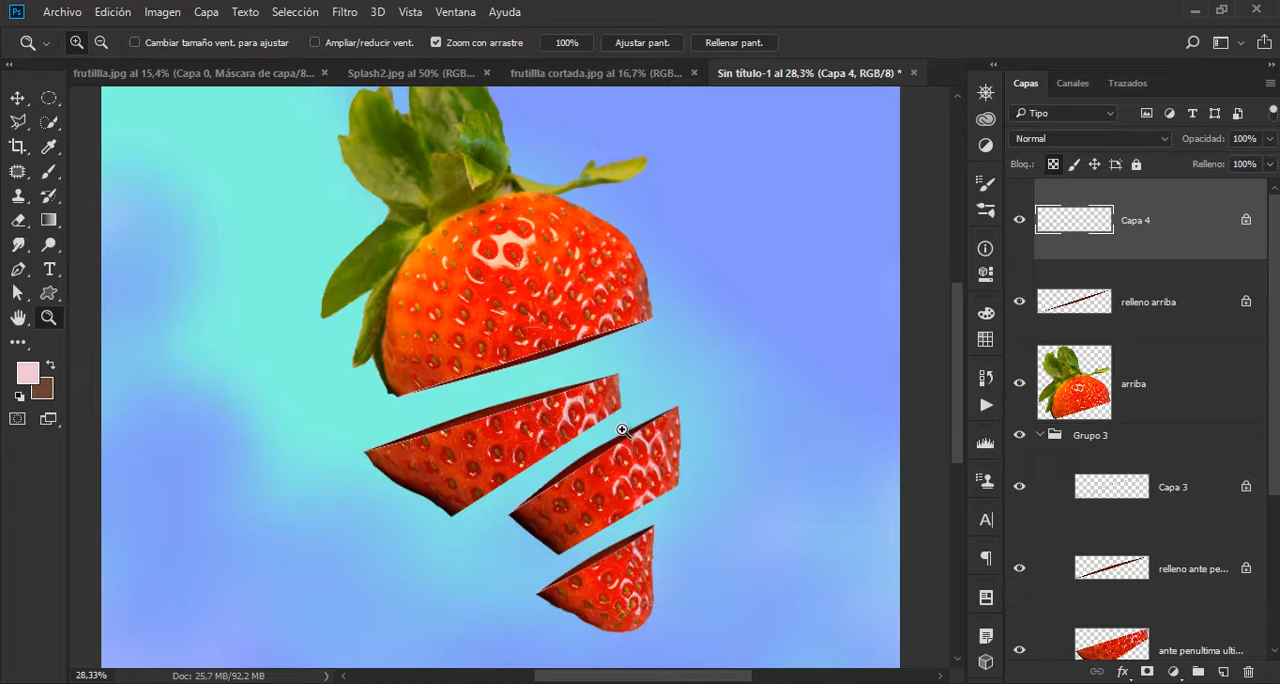 Ps Archivo Edición Imagen Capa Texto Selección Filtro 3D Vista Ventana Ayuda
Cambiar tamaño vent. para ajustar Ampliar/reducir vent. Zoom con arrastre 100% Ajustar pant. Rellenar pant.
frutillla.jpg al 15,4% (Capa 0, Máscara de capa/8... × Splash2.jpg al 50% (RGB... × frutillla cortada.jpg al 16,7% (RGB... × Sin título-1 al 28,3% (Capa 4, RGB/8) * ×
Capas Canales Trazados
Tipo
Normal Opacidad: 100%
Bloq.: Relleno: 100%
Capa 4
relleno arriba
arriba
Grupo 3
Capa 3
relleno ante pe...
ante penultima ulti...
28,33% Doc: 25,7 MB/92,2 MB